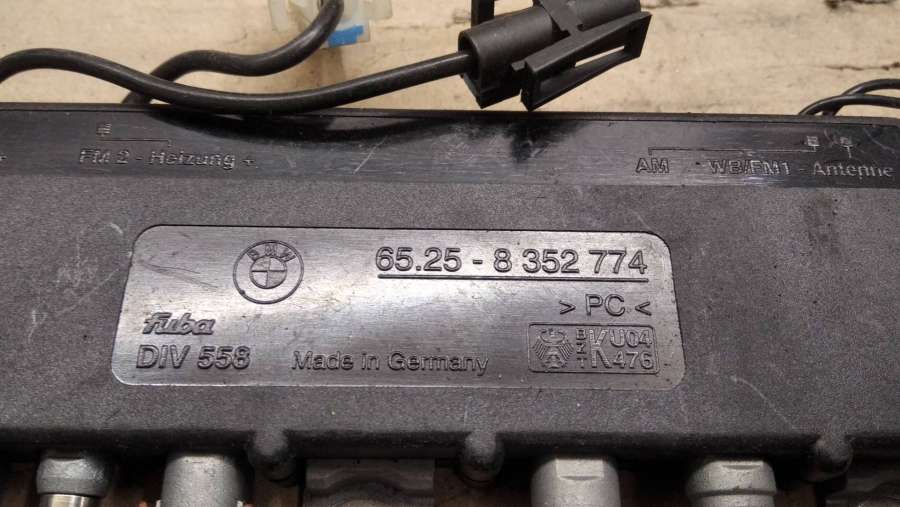 FM 2 - Heizung +
AM WB/FM1 - Antenne
BMW
65.25 - 8 352 774
> PC <
Fuba
DIV 558
Made in Germany
BZT
KU04
K476